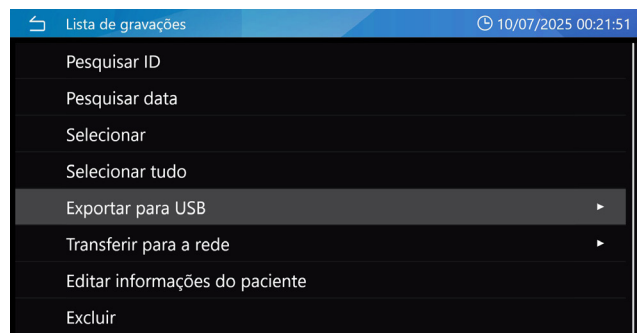 Lista de gravações 10/07/2025 00:21:51
Pesquisar ID
Pesquisar data
Selecionar
Selecionar tudo
Exportar para USB
Transferir para a rede
Editar informações do paciente
Excluir